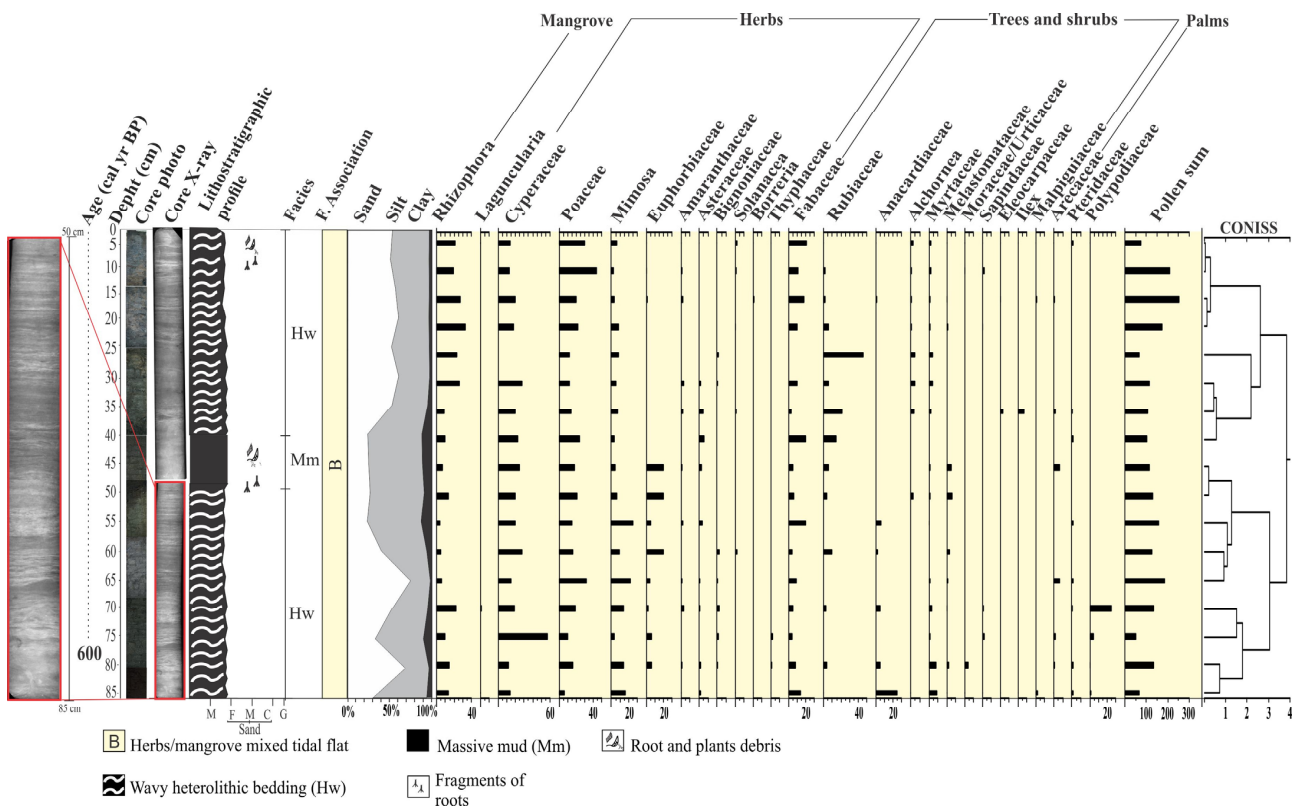 Mangrove Herbs Trees and shrubs Palms
Age (cal yr BP)
Depht (cm)
Core photo
Core X-ray
Lithostratigraphic
profile
Facies
F. Association
Sand
Silt
Clay
Rhizophora
Laguncularia
Cyperaceae
Poaceae
Mimosa
Euphorbiaceae
Amaranthaceae
Asteraceae
Bignoniaceae
Solanacea
Borreria
Thyphaceae
Fabaceae
Rubiaceae
Anacardiaceae
Alchornea
Myrtaceae
Melastomataceae
Moraceae/Urticaceae
Sapindaceae
Eleocarpaceae
Ilex
Malpiguiaceae
Arecaceae
Pteridaceae
Polypodiaceae
Pollen sum
CONISS
50 cm
0
5
10
15
20
25
30
35
40
45
50
55
60
65
70
75
80
85
600
85 cm
Hw
Mm
Hw
B
M F M C G
Sand
0% 50% 100%
40 60 40 20 20 20 40 20 20 100 200 300
1 2 3 4
B Herbs/mangrove mixed tidal flat
Massive mud (Mm)
Root and plants debris
Wavy heterolithic bedding (Hw)
Fragments of
roots